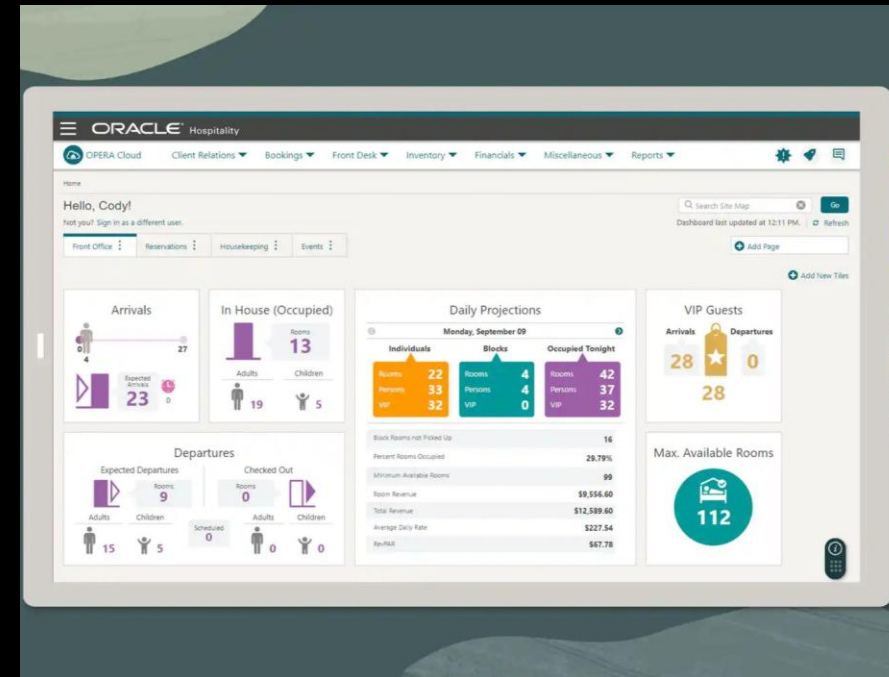 ORACLE Hospitality
OPERA Cloud Client Relations Bookings Front Desk Inventory Financials Miscellaneous Reports
Home
Hello, Cody!
Not you? Sign in as a different user.
Search Site Map Go
Dashboard last updated at 12:11 PM. Refresh
Front Office Reservations Housekeeping Events
Add Page
Add New Tiles
Arrivals
0 27
4
Expected Arrivals
23
0
In House (Occupied)
Rooms
13
Adults Children
19 5
Daily Projections
Monday, September 09
Individuals Blocks Occupied Tonight
Rooms 22 Rooms 4 Rooms 42
Persons 33 Persons 4 Persons 37
VIP 32 VIP 0 VIP 32
Block Rooms not Picked Up 16
Percent Rooms Occupied 29.79%
Minimum Available Rooms 99
Room Revenue $9,556.60
Total Revenue $12,589.60
Average Daily Rate $227.54
RevPAR $67.78
VIP Guests
Arrivals Departures
28 0
28
Departures
Expected Departures Checked Out
Rooms Rooms
9 0
Adults Children Scheduled Adults Children
15 5 0 0 0
Max. Available Rooms
112